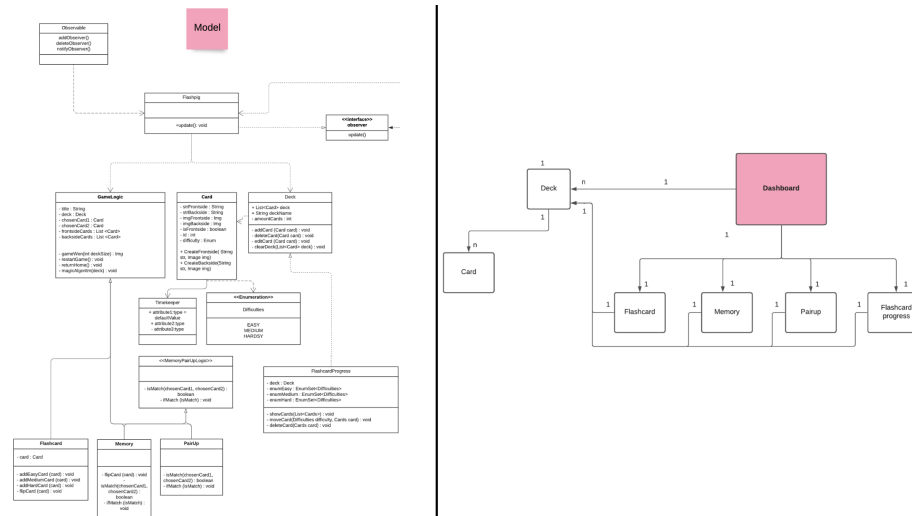 Model
Observable
addObserver()
deleteObserver()
notifyObserver()
Flashpig
+update(): void
<<interface>>
observer
update()
GameLogic
- title : String
- deck : Deck
- chosenCard1 : Card
- chosenCard2 : Card
- frontsideCards : List <Card>
- backsideCards : List <Card>
- gameWon(int deckSize) : Img
- restartGame() : void
- returnHome() : void
- magicAlgoritm(deck) : void
Card
- strFrontside : String
- strBackside : String
- imgFrontside : Img
- imgBackside : Img
- isFrontside : boolean
- id : int
- difficulty : Enum
+ CreateFrontside( String
str, Image img)
+ CreateBackside(String
str, Image img)
Deck
+ List<Card> deck
+ String deckName
- amountCards : int
- addCard (Card card) : void
- deleteCard(Card card) : void
- editCard( Card card) : void
- clearDeck(List<Card> deck) : void
Timekeeper
+ attribute1:type =
defaultValue
+ attribute2:type
- attribute3:type
<<Enumeration>>
Difficulties
EASY
MEDIUM
HARDSY
<<MemoryPairUpLogic>>
- isMatch(chosenCard1, chosenCard2) :
boolean
- ifMatch (isMatch) : void
FlashcardProgress
- deck : Deck
- enumEasy : EnumSet<Difficulties>
- enumMedium : EnumSet<Difficulties>
- enumHard : EnumSet<Difficulties>
- showCards(List<Cards>) : void
- moveCard(Difficulties difficulty, Cards card) : void
- deleteCard(Cards card) : void
Flashcard
- card : Card
- addEasyCard (card) : void
- addMediumCard (card) : void
- addHardCard (card) : void
- flipCard (card) : void
Memory
- flipCard (card) : void
-
isMatch(chosenCard1,
chosenCard2) :
boolean
- ifMatch (isMatch) :
void
PairUp
- isMatch(chosenCard1,
chosenCard2) : boolean
- ifMatch (isMatch) : void
1
Deck
n
1
1
1
n
Card
Dashboard
1
1
1
1
1
Flashcard
1
Memory
1
Pairup
1
Flashcard
progress
1